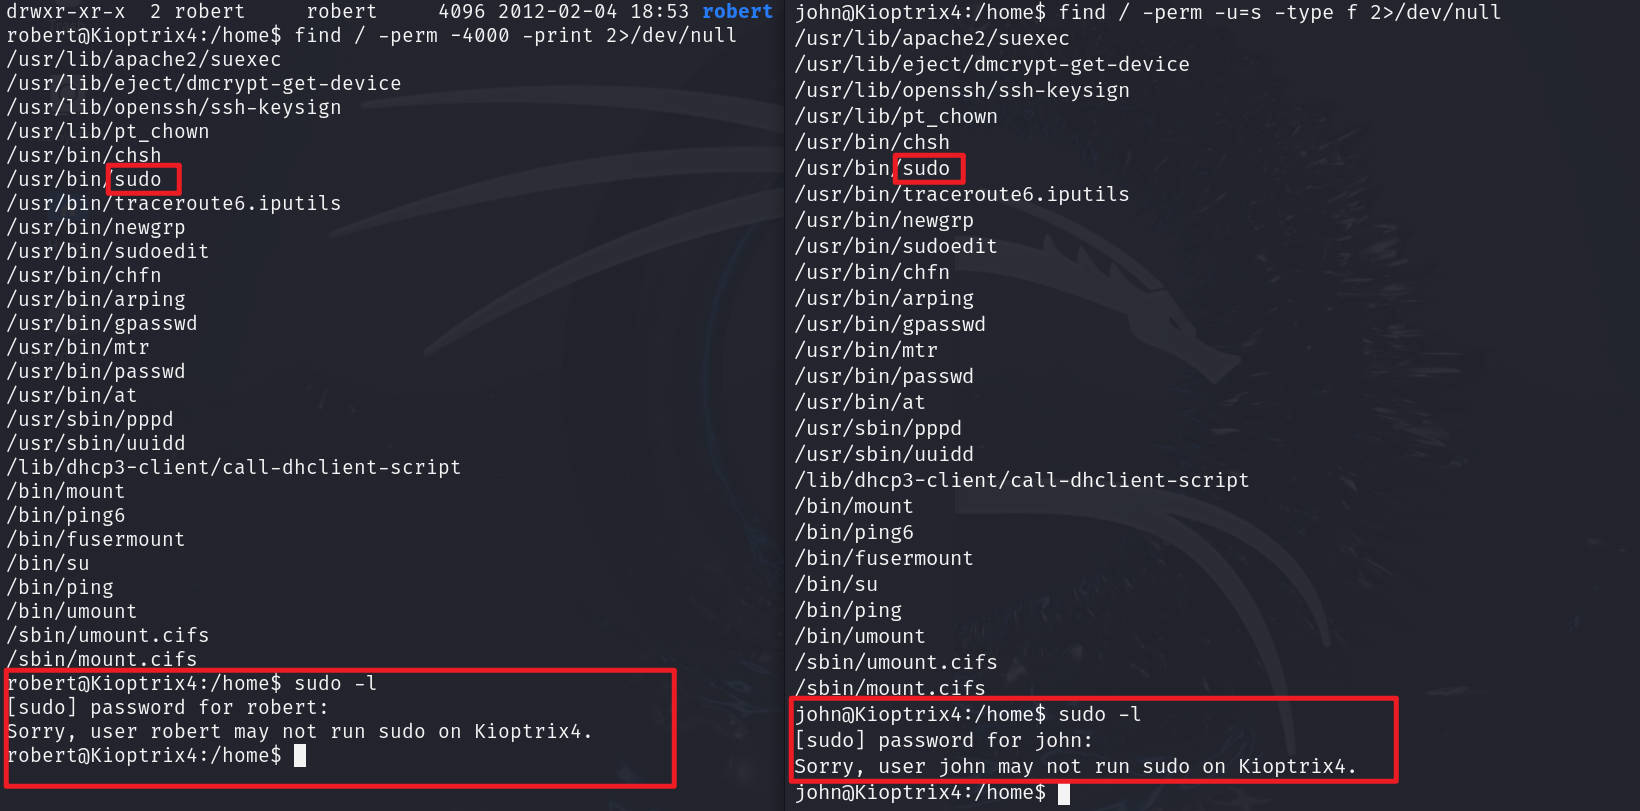 drwxr-xr-x  2 robert     robert     4096 2012-02-04 18:53 robert
robert@Kioptrix4:/home$ find / -perm -4000 -print 2>/dev/null
/usr/lib/apache2/suexec
/usr/lib/eject/dmcrypt-get-device
/usr/lib/openssh/ssh-keysign
/usr/lib/pt_chown
/usr/bin/chsh
/usr/bin/sudo
/usr/bin/traceroute6.iputils
/usr/bin/newgrp
/usr/bin/sudoedit
/usr/bin/chfn
/usr/bin/arping
/usr/bin/gpasswd
/usr/bin/mtr
/usr/bin/passwd
/usr/bin/at
/usr/sbin/pppd
/usr/sbin/uuidd
/lib/dhcp3-client/call-dhclient-script
/bin/mount
/bin/ping6
/bin/fusermount
/bin/su
/bin/ping
/bin/umount
/sbin/umount.cifs
/sbin/mount.cifs
robert@Kioptrix4:/home$ sudo -l
[sudo] password for robert:
Sorry, user robert may not run sudo on Kioptrix4.
robert@Kioptrix4:/home$
john@Kioptrix4:/home$ find / -perm -u=s -type f 2>/dev/null
/usr/lib/apache2/suexec
/usr/lib/eject/dmcrypt-get-device
/usr/lib/openssh/ssh-keysign
/usr/lib/pt_chown
/usr/bin/chsh
/usr/bin/sudo
/usr/bin/traceroute6.iputils
/usr/bin/newgrp
/usr/bin/sudoedit
/usr/bin/chfn
/usr/bin/arping
/usr/bin/gpasswd
/usr/bin/mtr
/usr/bin/passwd
/usr/bin/at
/usr/sbin/pppd
/usr/sbin/uuidd
/lib/dhcp3-client/call-dhclient-script
/bin/mount
/bin/ping6
/bin/fusermount
/bin/su
/bin/ping
/bin/umount
/sbin/umount.cifs
/sbin/mount.cifs
john@Kioptrix4:/home$ sudo -l
[sudo] password for john:
Sorry, user john may not run sudo on Kioptrix4.
john@Kioptrix4:/home$